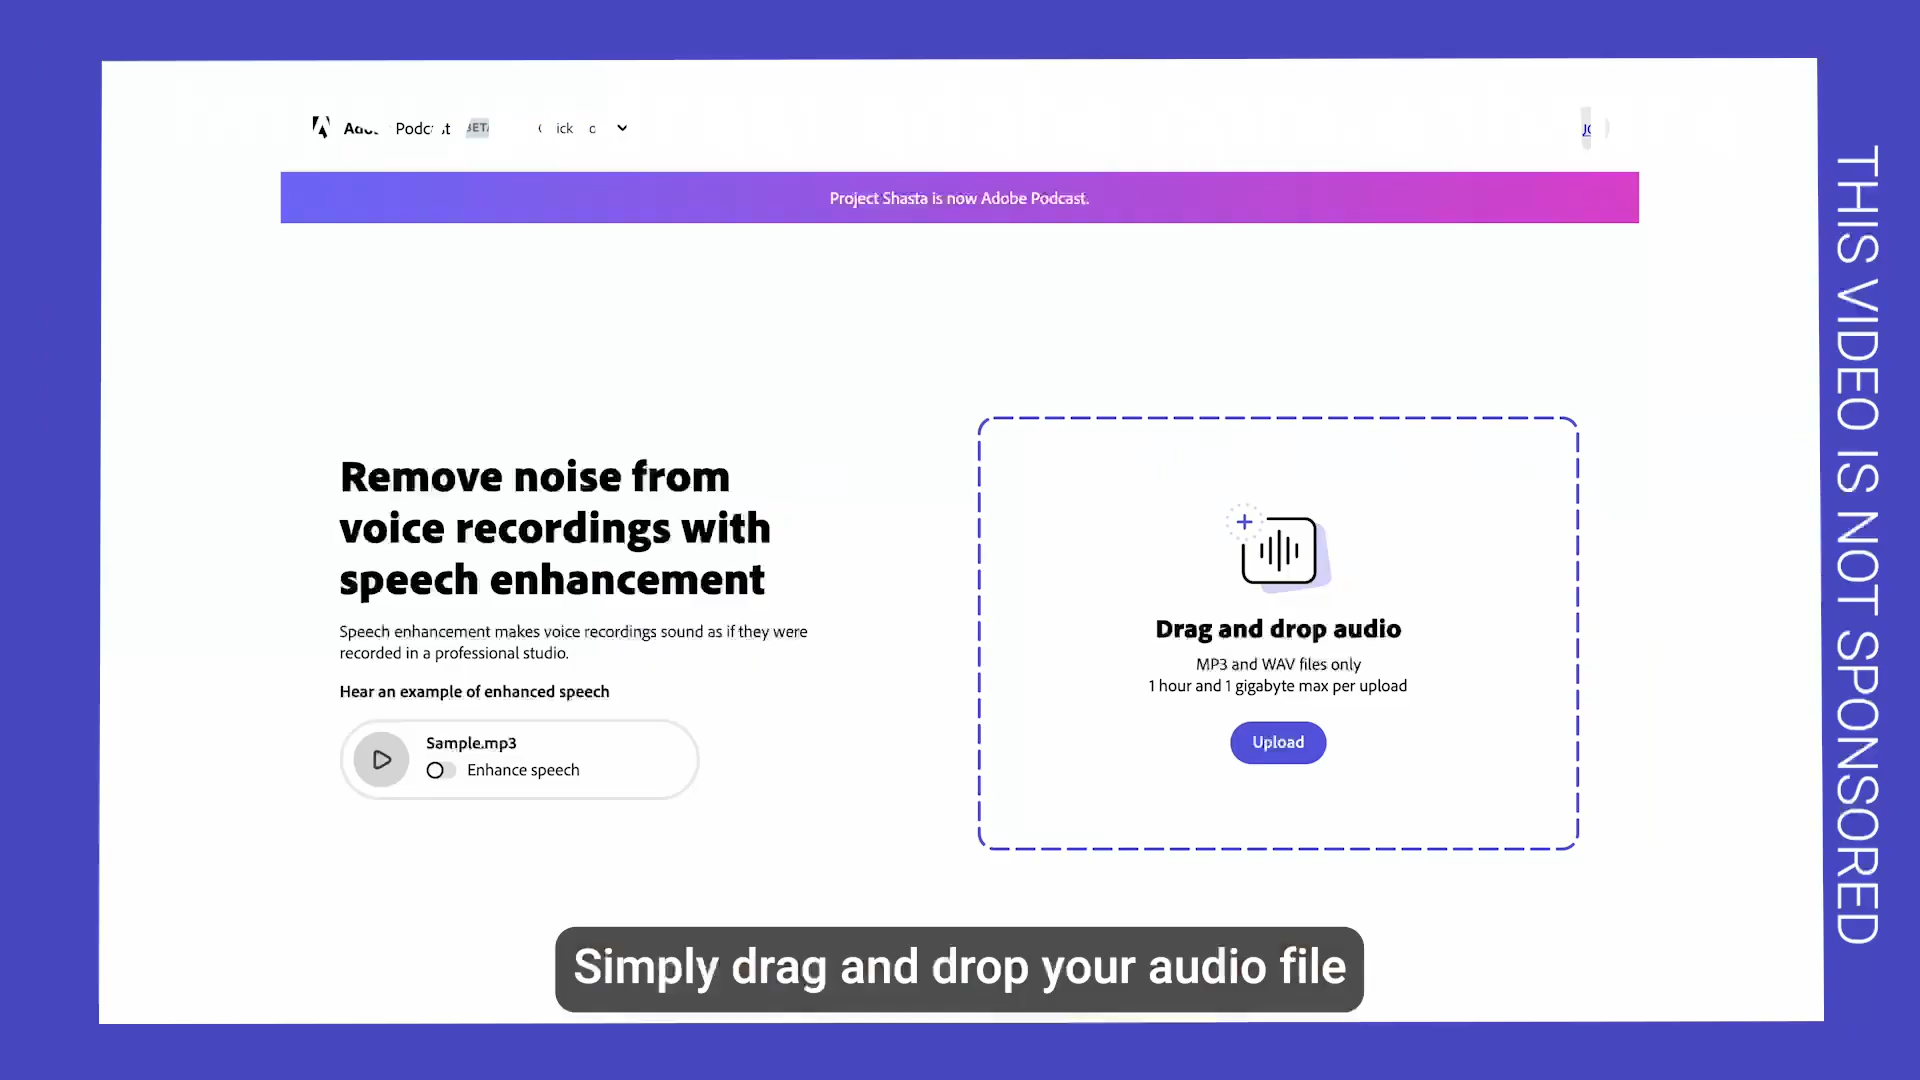 Project Shasta is now Adobe Podcast.
Remove noise from
voice recordings with
speech enhancement
Speech enhancement makes voice recordings sound as if they were
recorded in a professional studio.
Hear an example of enhanced speech
Sample.mp3
Enhance speech
Drag and drop audio
MP3 and WAV files only
1 hour and 1 gigabyte max per upload
Upload
Simply drag and drop your audio file
THIS VIDEO IS NOT SPONSORED